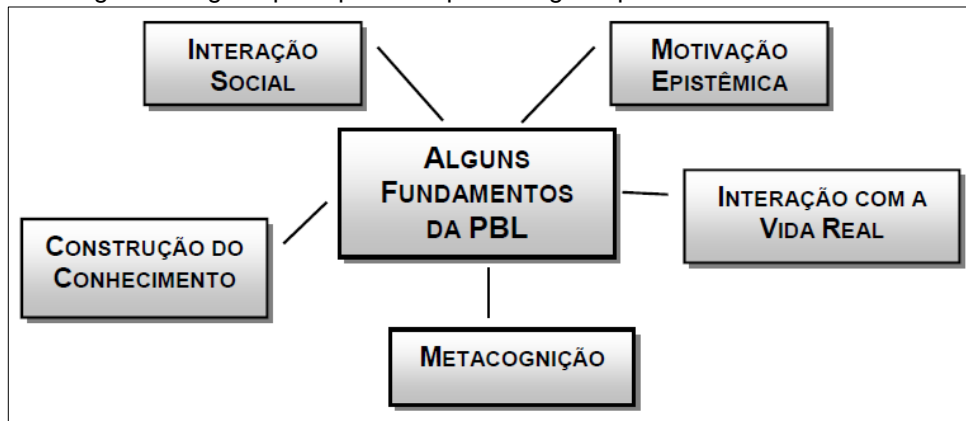 INTERAÇÃO
SOCIAL
MOTIVAÇÃO
EPISTÊMICA
ALGUNS
FUNDAMENTOS
DA PBL
INTERAÇÃO COM A
VIDA REAL
CONSTRUÇÃO DO
CONHECIMENTO
METACOGNIÇÃO